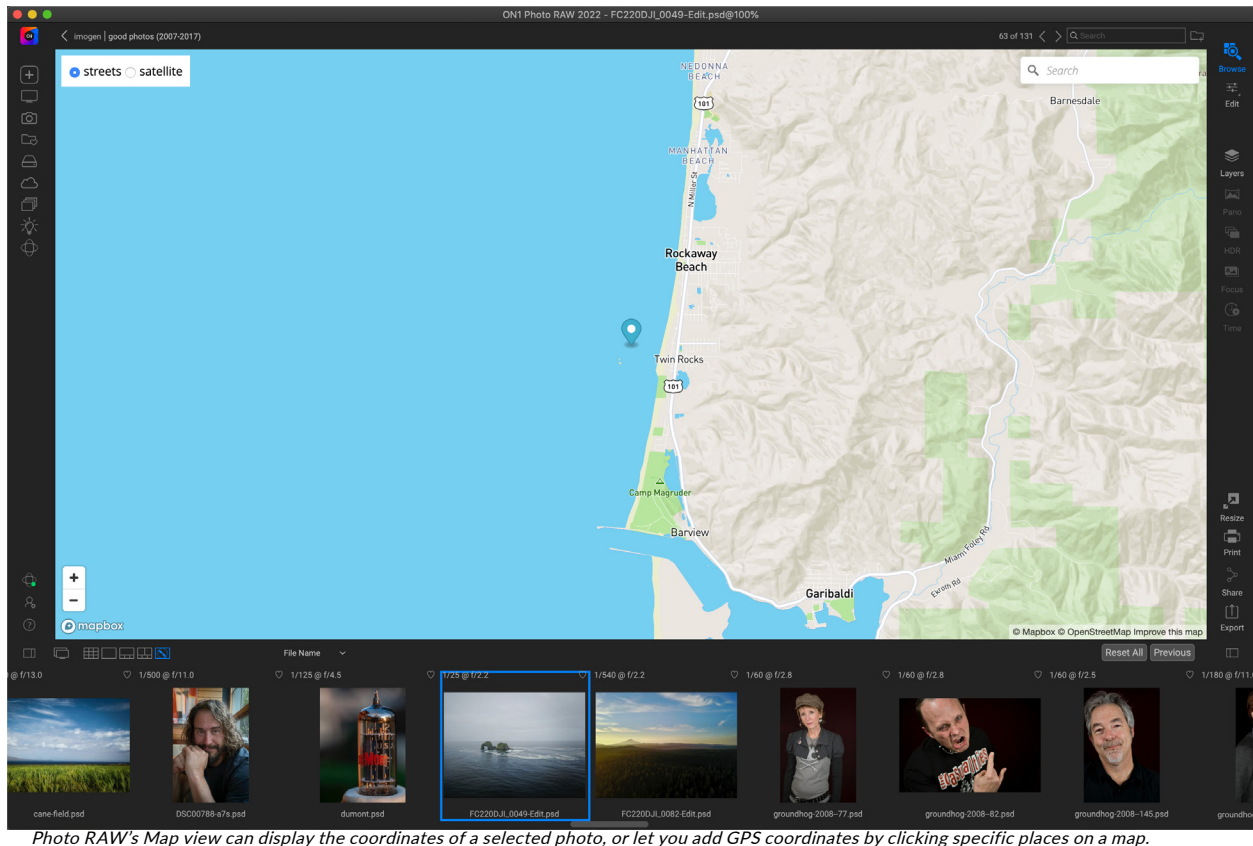 ON1 Photo RAW 2022 - FC220DJI_0049-Edit.psd@100%
imogen | good photos (2007-2017)
63 of 131
Search
streets
satellite
Search
Browse
Edit
Layers
Pano
HDR
Focus
Time
Resize
Print
Share
Export
NEDONNA
BEACH
101
Barnesdale
MANHATTAN
BEACH
N Miller St
Rockaway
Beach
Twin Rocks
101
Camp Magruder
Barview
Miami Foley Rd
Garibaldi
Ekroth Rd
+
−
mapbox
© Mapbox © OpenStreetMap Improve this map
File Name
Reset All
Previous
@ f/13.0
1/500 @ f/11.0
1/125 @ f/4.5
1/25 @ f/2.2
1/540 @ f/2.2
1/60 @ f/2.8
1/60 @ f/2.8
1/60 @ f/2.5
1/180 @ f/11.0
cane-field.psd
DSC00788-a7s.psd
dumont.psd
FC220DJI_0049-Edit.psd
FC220DJI_0082-Edit.psd
groundhog-2008--77.psd
groundhog-2008--82.psd
groundhog-2008--145.psd
Photo RAW's Map view can display the coordinates of a selected photo, or let you add GPS coordinates by clicking specific places on a map.